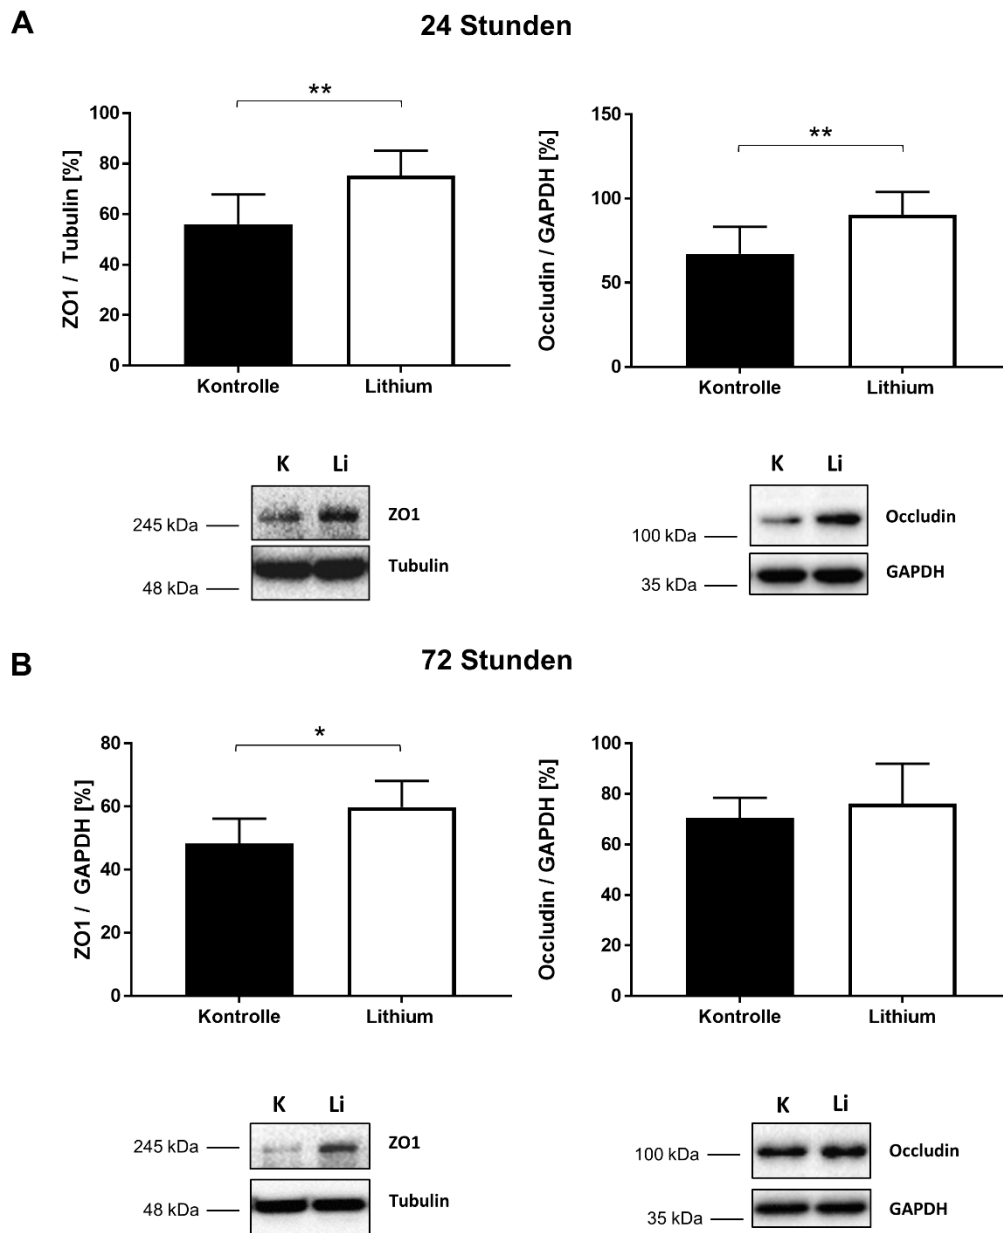 A
24 Stunden
ZO1 / Tubulin [%]
100
80
60
40
20
0
**
Kontrolle
Lithium
Occludin / GAPDH [%]
150
100
50
0
**
Kontrolle
Lithium
K Li
245 kDa
ZO1
48 kDa
Tubulin
K Li
100 kDa
Occludin
35 kDa
GAPDH
B
72 Stunden
ZO1 / GAPDH [%]
80
60
40
20
0
*
Kontrolle
Lithium
Occludin / GAPDH [%]
100
80
60
40
20
0
Kontrolle
Lithium
K Li
245 kDa
ZO1
48 kDa
Tubulin
K Li
100 kDa
Occludin
35 kDa
GAPDH